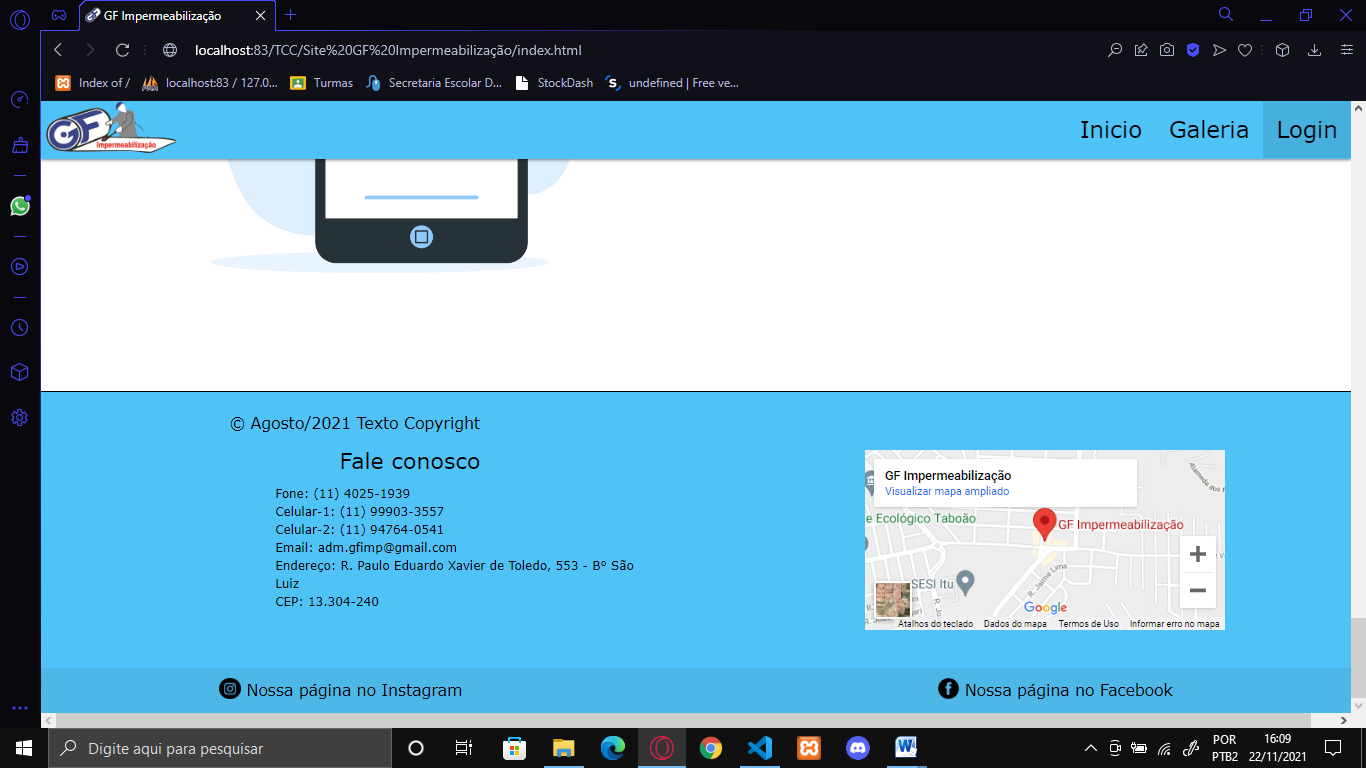 GF Impermeabilização
localhost:83/TCC/Site%20GF%20Impermeabilização/index.html
Index of /
localhost:83 / 127.0...
Turmas
Secretaria Escolar D...
StockDash
undefined | Free ve...
GF
Impermeabilização
Inicio
Galeria
Login
© Agosto/2021 Texto Copyright
Fale conosco
Fone: (11) 4025-1939
Celular-1: (11) 99903-3557
Celular-2: (11) 94764-0541
Email: adm.gfimp@gmail.com
Endereço: R. Paulo Eduardo Xavier de Toledo, 553 - Bº São
Luiz
CEP: 13.304-240
GF Impermeabilização
Visualizar mapa ampliado
Alameda dos
e Ecológico Taboão
GF Impermeabilização
SESI Itu
R. Jaime Lima
Google
Atalhos do teclado
Dados do mapa
Termos de Uso
Informar erro no mapa
Nossa página no Instagram
Nossa página no Facebook
Digite aqui para pesquisar
POR
PTB2
16:09
22/11/2021